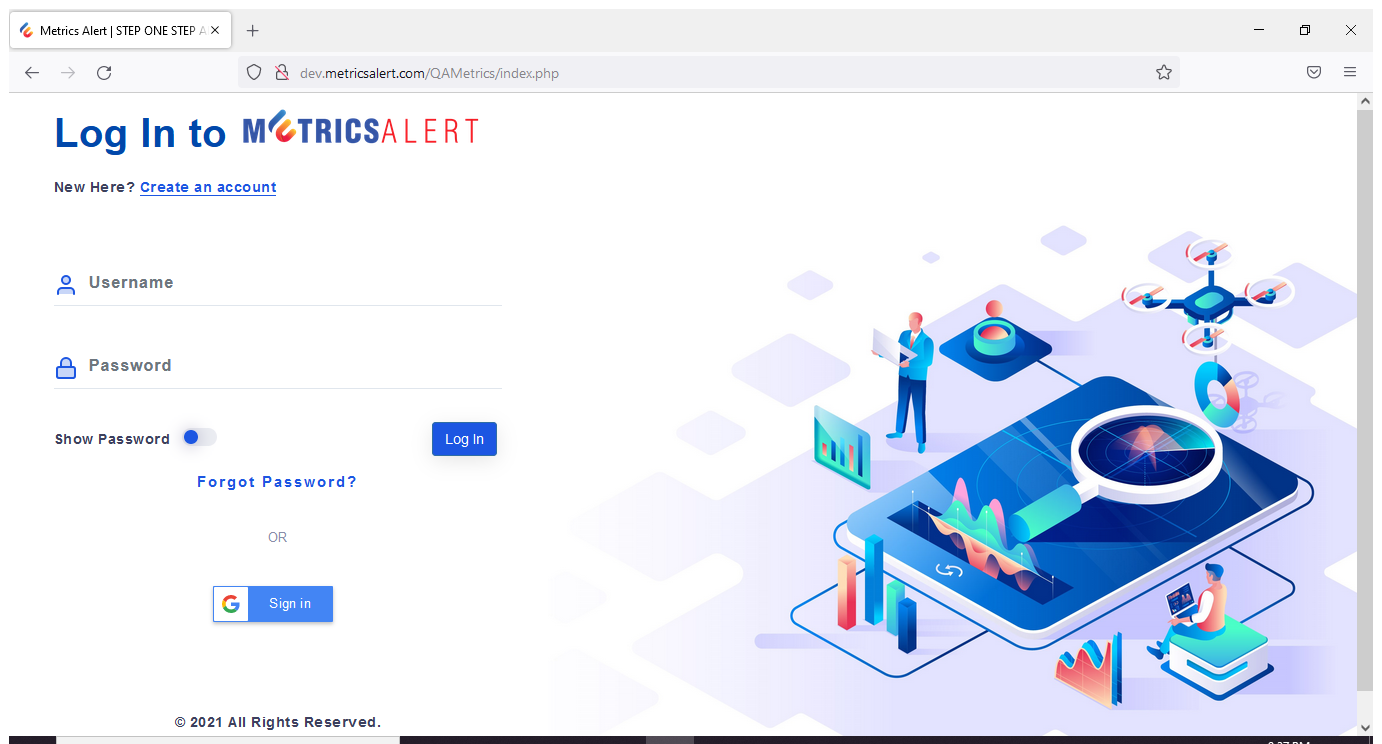 Metrics Alert | STEP ONE STEP A
dev.metricsalert.com/QAMetrics/index.php
Log In to METRICSALERT
New Here? Create an account
Username
Password
Show Password
Log In
Forgot Password?
OR
Sign in
© 2021 All Rights Reserved.